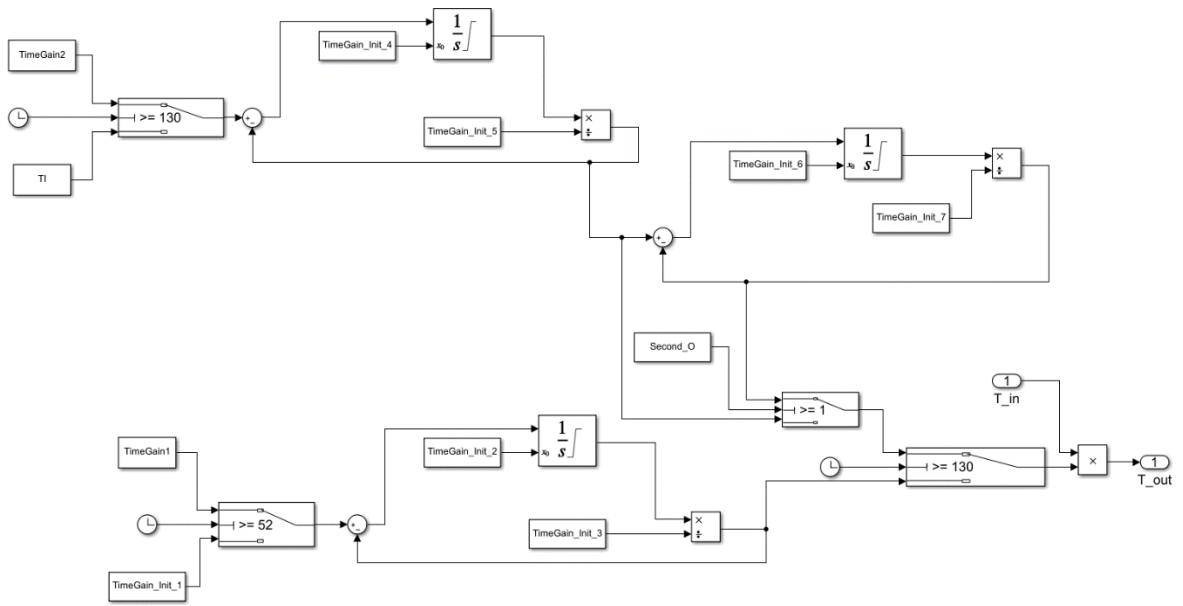 TimeGain2
>= 130
TI
TimeGain_Init_4
x₀
1
s
TimeGain_Init_5
×
÷
+
-
TimeGain_Init_6
x₀
1
s
TimeGain_Init_7
×
÷
+
-
Second_O
>= 1
1
T_in
TimeGain1
>= 52
TimeGain_Init_1
+
-
TimeGain_Init_2
x₀
1
s
TimeGain_Init_3
×
÷
>= 130
×
1
T_out